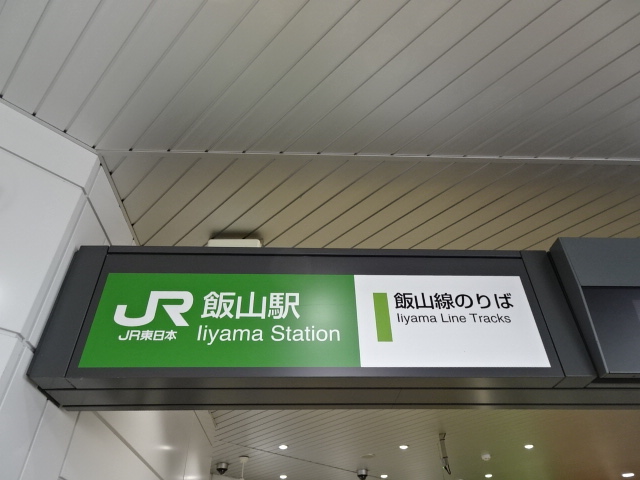 JR
JR東日本
飯山駅
Iiyama Station
飯山線のりば
Iiyama Line Tracks